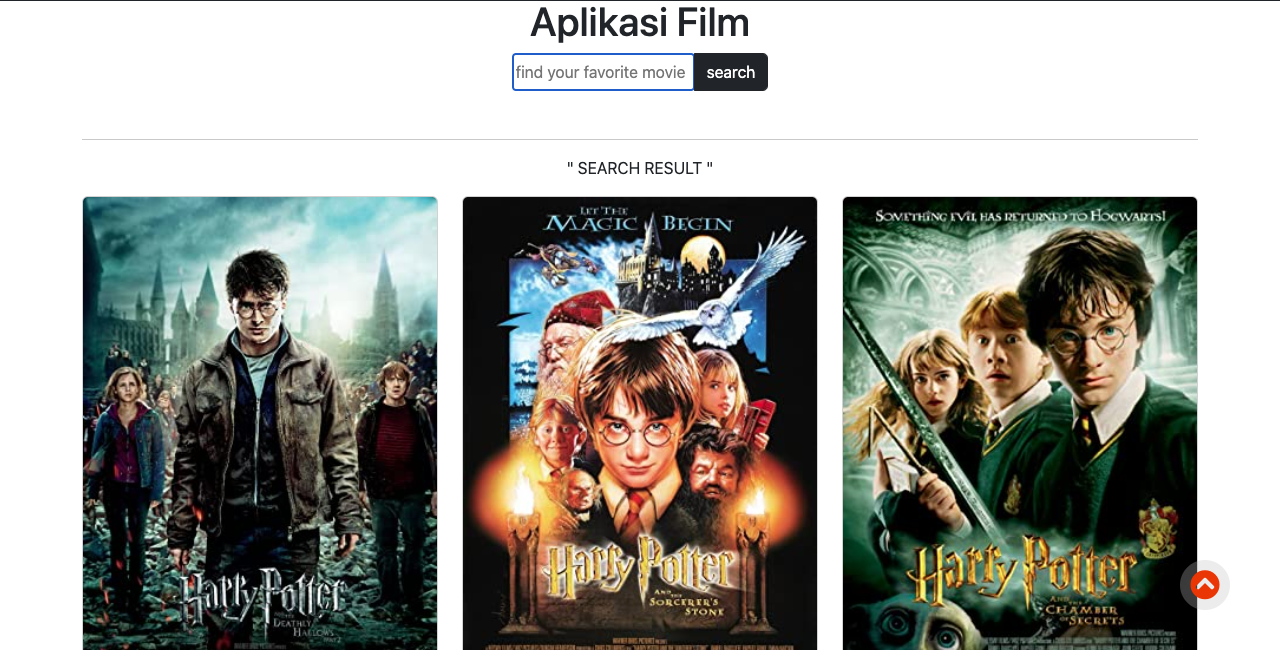 Aplikasi Film
find your favorite movie
search
" SEARCH RESULT "
Harry Potter
AND THE
DEATHLY
HALLOWS
PART 2
LET THE
MAGIC BEGIN
Harry Potter
AND THE
SORCERER'S
STONE
SOMETHING EVIL HAS RETURNED TO HOGWARTS!
Harry Potter
AND THE
CHAMBER
OF SECRETS